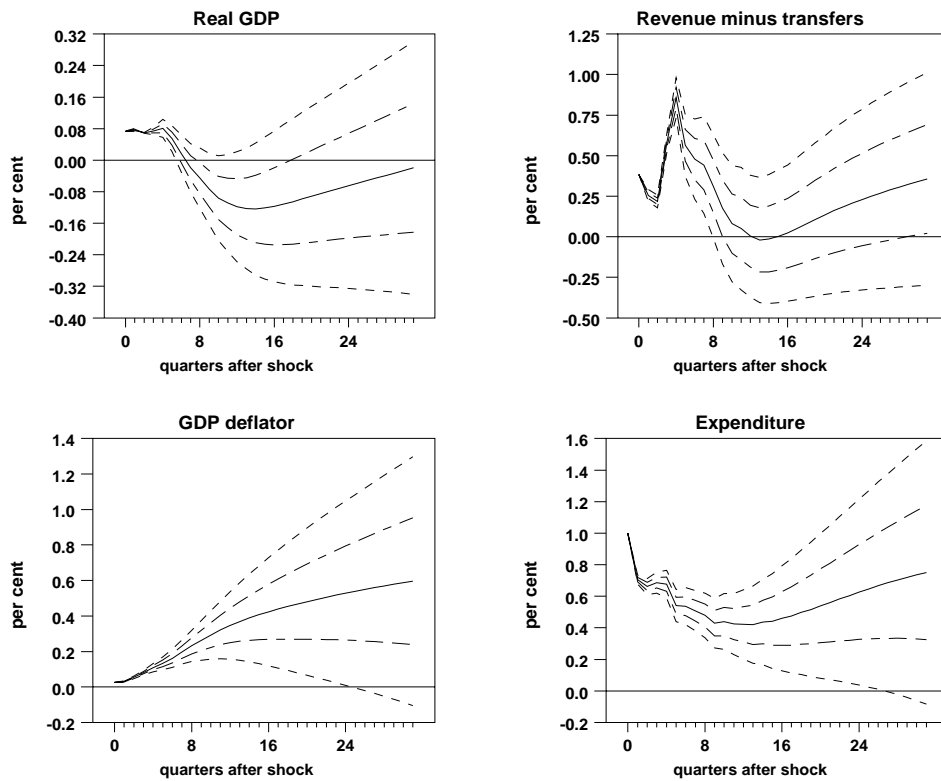 Real GDP
0.32
0.24
0.16
0.08
0.00
-0.08
-0.16
-0.24
-0.32
-0.40
per cent
0 8 16 24
quarters after shock
Revenue minus transfers
1.25
1.00
0.75
0.50
0.25
0.00
-0.25
-0.50
per cent
0 8 16 24
quarters after shock
GDP deflator
1.4
1.2
1.0
0.8
0.6
0.4
0.2
0.0
-0.2
per cent
0 8 16 24
quarters after shock
Expenditure
1.6
1.4
1.2
1.0
0.8
0.6
0.4
0.2
0.0
-0.2
per cent
0 8 16 24
quarters after shock